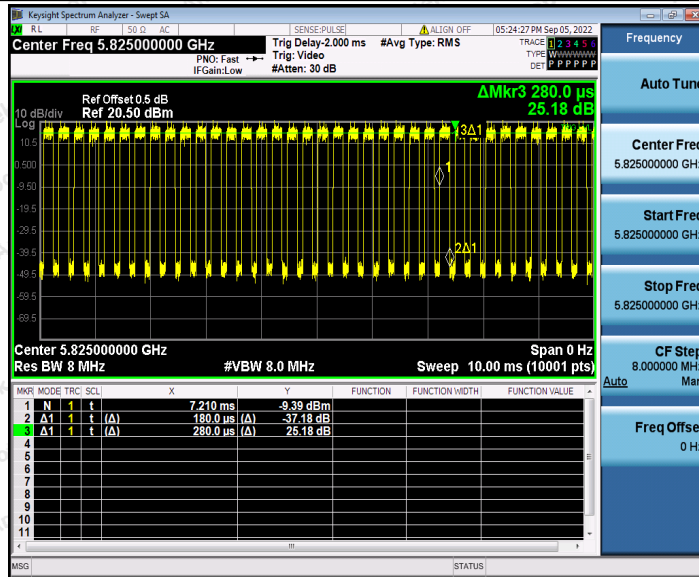 Keysight Spectrum Analyzer - Swept SA
RL RF 50 Ω AC SENSE:PULSE ALIGN OFF 05:24:27 PM Sep 05, 2022
Center Freq 5.825000000 GHz
PNO: Fast
IFGain:Low
Trig Delay-2.000 ms #Avg Type: RMS
Trig: Video
#Atten: 30 dB
TRACE 1 2 3 4 5 6
TYPE WWWWWW
DET P P P P P P
ΔMkr3 280.0 µs
25.18 dB
Ref Offset 0.5 dB
10 dB/div Ref 20.50 dBm
Log
10.5
0.500
-9.50
-19.5
-29.5
-39.5
-49.5
-59.5
-69.5
3Δ1
1
2Δ1
Center 5.825000000 GHz Span 0 Hz
Res BW 8 MHz #VBW 8.0 MHz Sweep 10.00 ms (10001 pts)
MKR MODE TRC SCL X Y FUNCTION FUNCTION WIDTH FUNCTION VALUE
1 N 1 t 7.210 ms -9.39 dBm
2 Δ1 1 t (Δ) 180.0 µs (Δ) -37.18 dB
3 Δ1 1 t (Δ) 280.0 µs (Δ) 25.18 dB
4
5
6
7
8
9
10
11
MSG STATUS
Frequency
Auto Tune
Center Freq
5.825000000 GH
Start Freq
5.825000000 GH
Stop Freq
5.825000000 GH
CF Step
8.000000 MH
Auto Man
Freq Offse
0 H